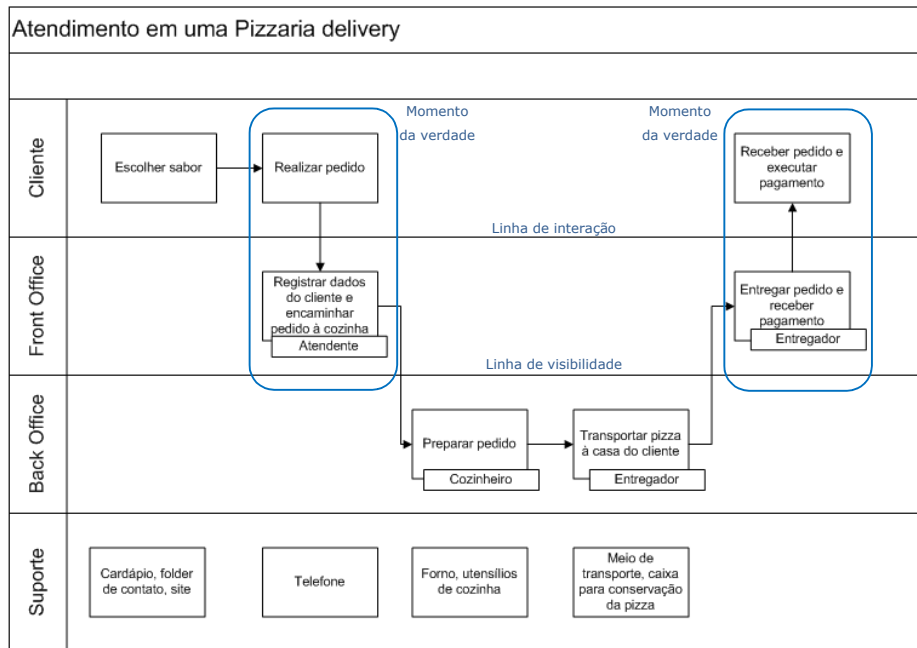 Atendimento em uma Pizzaria delivery
Cliente
Escolher sabor
Realizar pedido
Momento
da verdade
Momento
da verdade
Receber pedido e
executar
pagamento
Linha de interação
Front Office
Registrar dados
do cliente e
encaminhar
pedido à cozinha
Atendente
Entregar pedido e
receber
pagamento
Entregador
Linha de visibilidade
Back Office
Preparar pedido
Cozinheiro
Transportar pizza
à casa do cliente
Entregador
Suporte
Cardápio, folder
de contato, site
Telefone
Forno, utensílios
de cozinha
Meio de
transporte, caixa
para conservação
da pizza